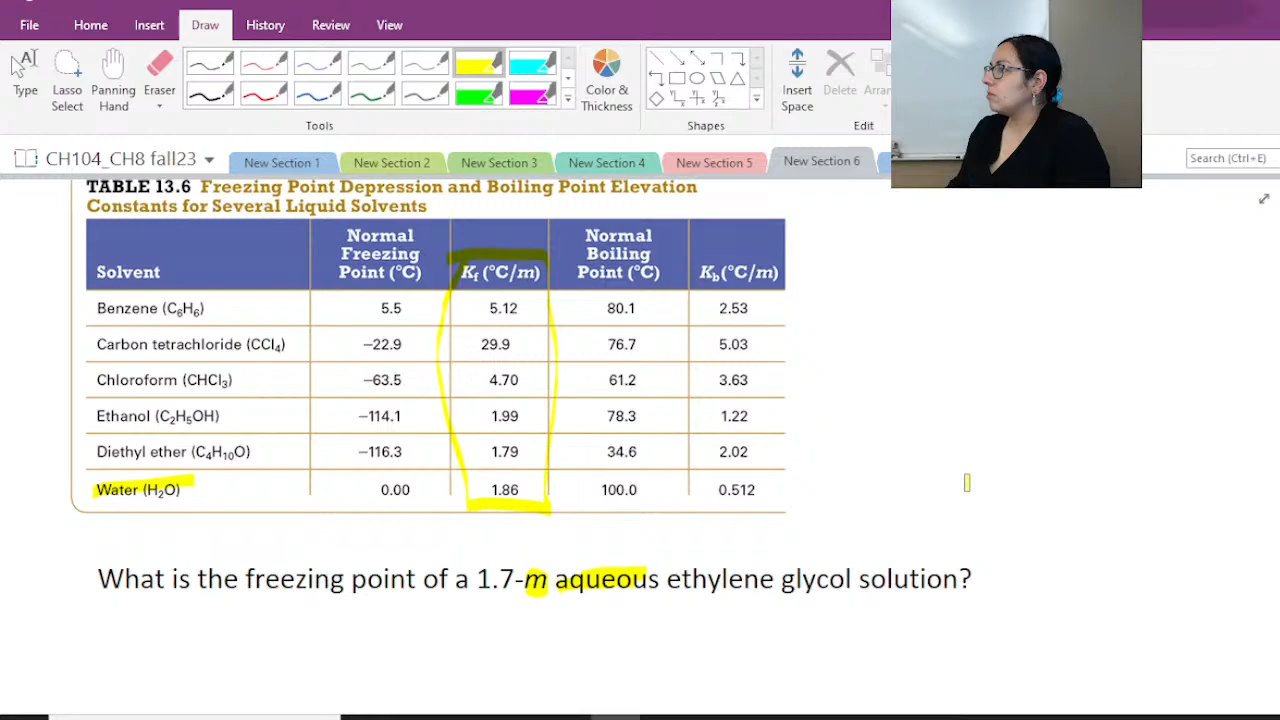 File Home Insert Draw History Review View
Type Lasso Select Panning Hand Eraser Color & Thickness Insert Space Delete
Tools Shapes Edit
CH104_CH8 fall23 New Section 1 New Section 2 New Section 3 New Section 4 New Section 5 New Section 6 Search (Ctrl+E)
TABLE 13.6 Freezing Point Depression and Boiling Point Elevation
Constants for Several Liquid Solvents
Solvent Normal Freezing Point (°C) Kf (°C/m) Normal Boiling Point (°C) Kb (°C/m)
Benzene (C₆H₆) 5.5 5.12 80.1 2.53
Carbon tetrachloride (CCl₄) −22.9 29.9 76.7 5.03
Chloroform (CHCl₃) −63.5 4.70 61.2 3.63
Ethanol (C₂H₅OH) −114.1 1.99 78.3 1.22
Diethyl ether (C₄H₁₀O) −116.3 1.79 34.6 2.02
Water (H₂O) 0.00 1.86 100.0 0.512
What is the freezing point of a 1.7-m aqueous ethylene glycol solution?